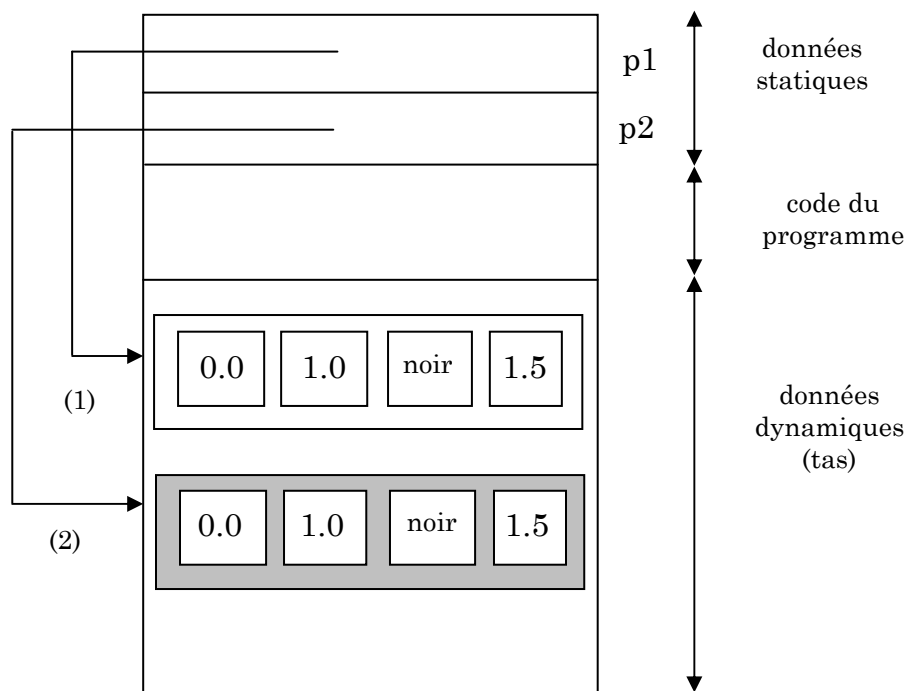 p1
données
statiques
p2
code du
programme
0.0 1.0 noir 1.5
(1)
données
dynamiques
(tas)
0.0 1.0 noir 1.5
(2)